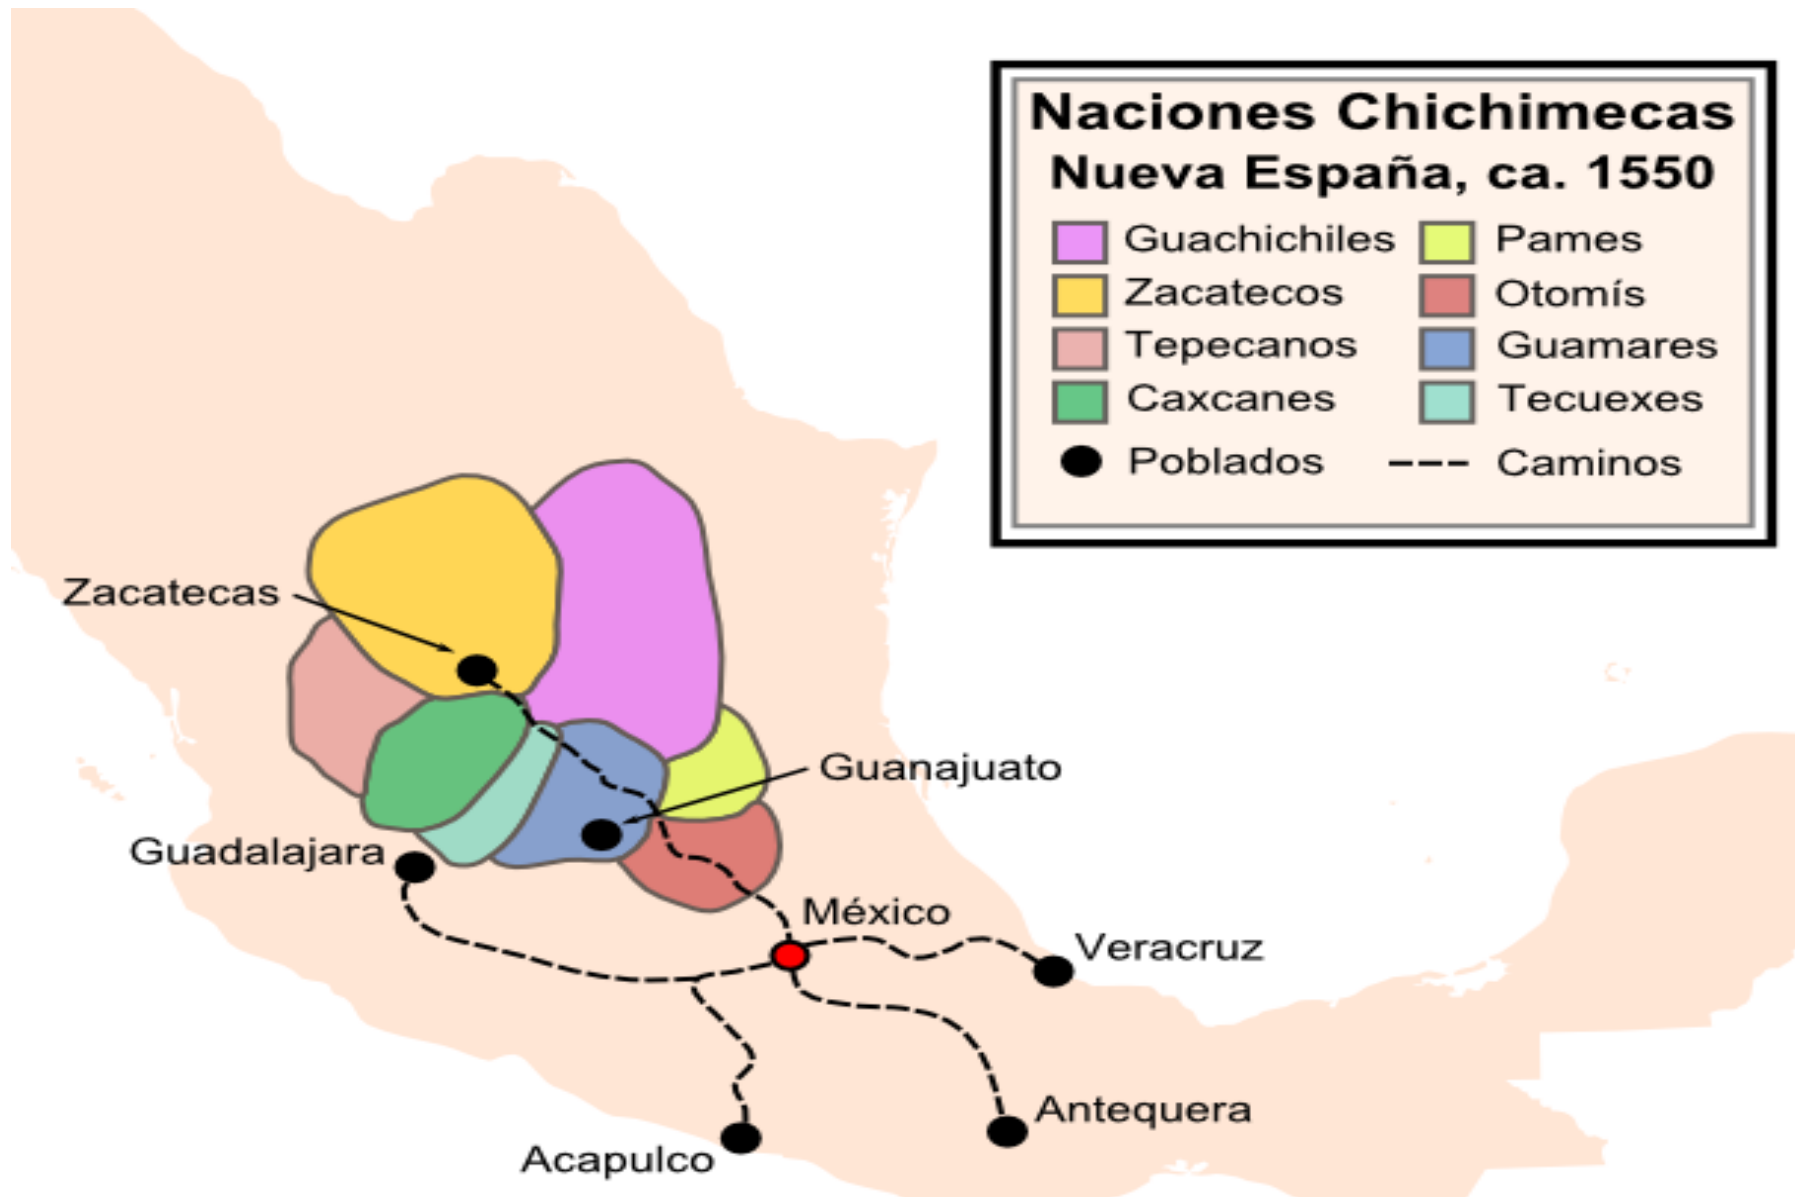 Naciones Chichimecas
Nueva España, ca. 1550
Guachichiles Pames
Zacatecos Otomís
Tepecanos Guamares
Caxcanes Tecuexes
Poblados Caminos
Zacatecas
Guanajuato
Guadalajara
México
Veracruz
Antequera
Acapulco